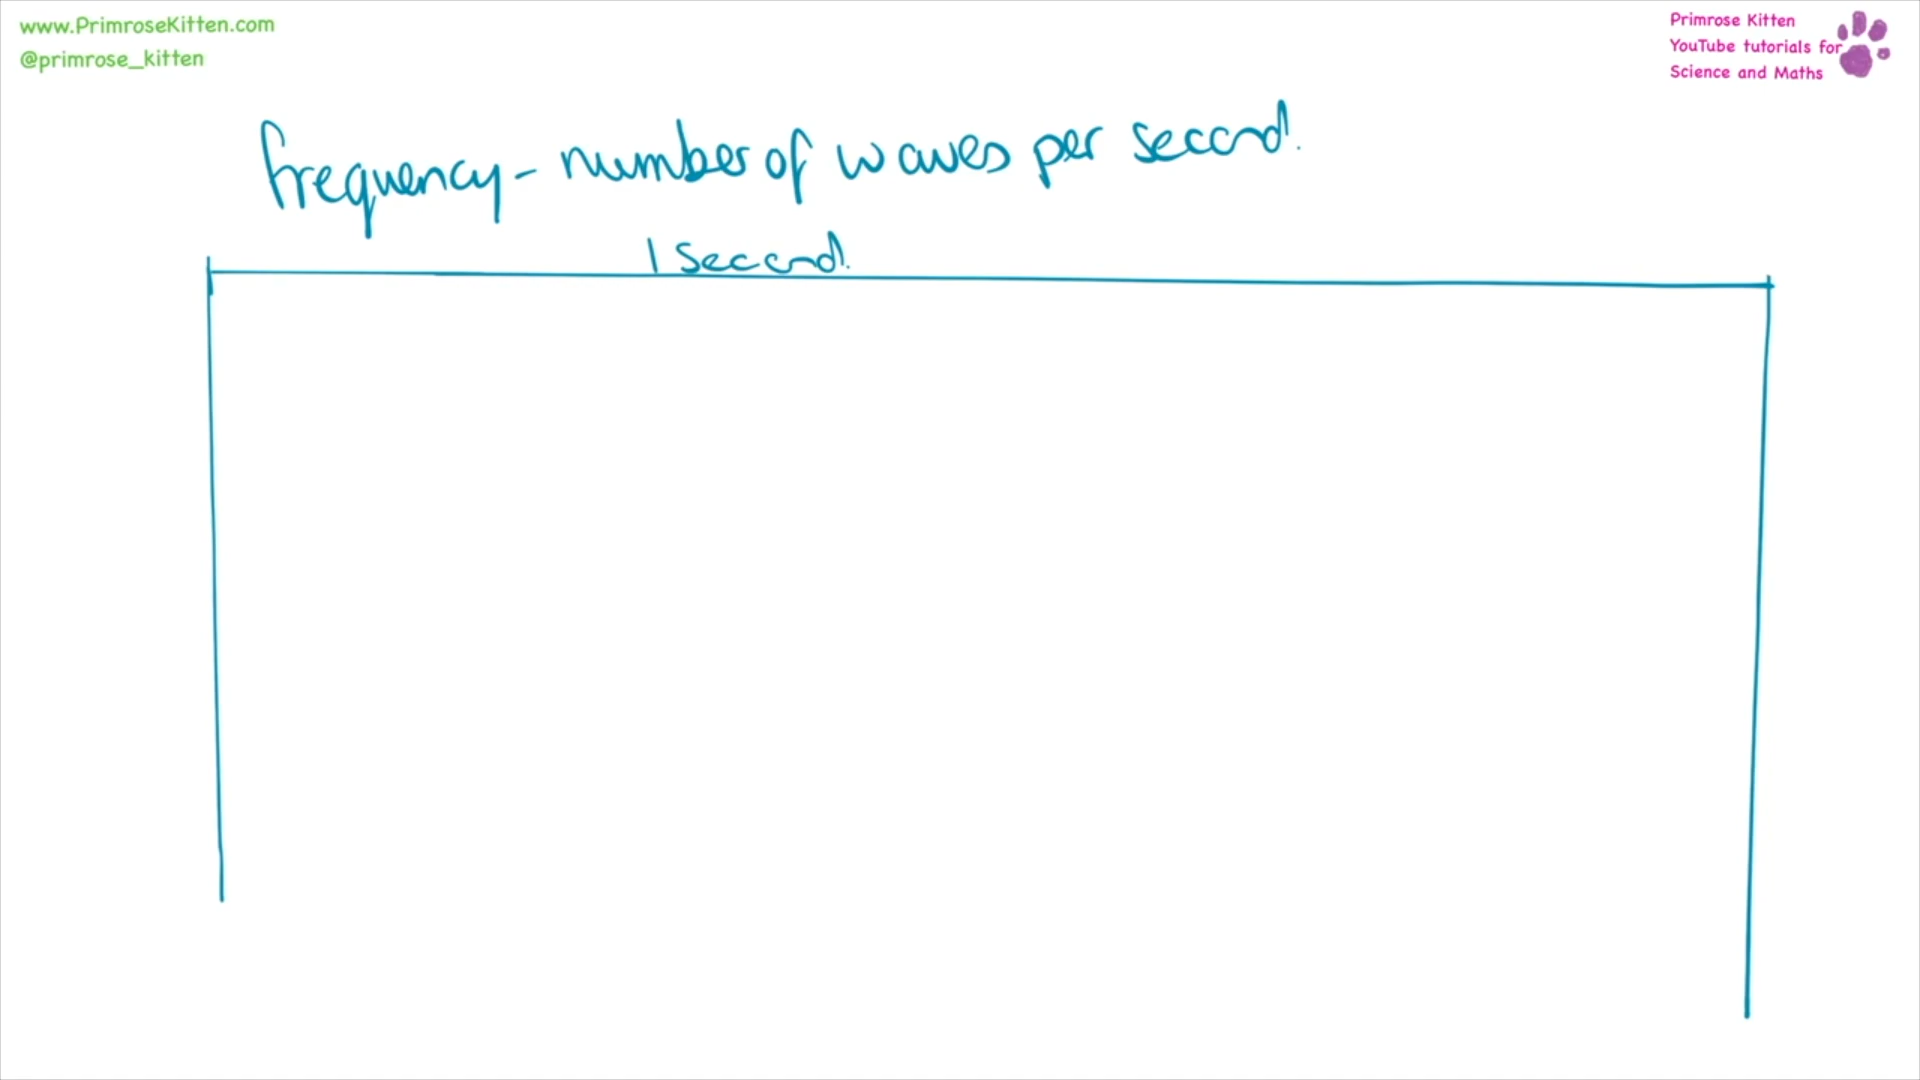 www.PrimroseKitten.com
@primrose_kitten
Primrose Kitten
YouTube tutorials for
Science and Maths
frequency - number of waves per second.
1 second.